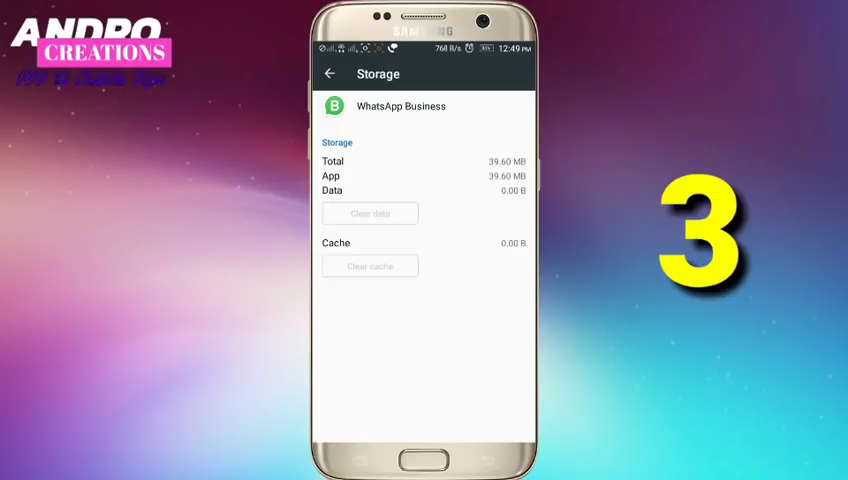 ANDRO
CREATIONS
SAMSUNG
768 B/s 12:49 PM
Storage
B
WhatsApp Business
Storage
Total 39.60 MB
App 39.60 MB
Data 0.00 B
Clear data
Cache 0.00 B
Clear cache
3